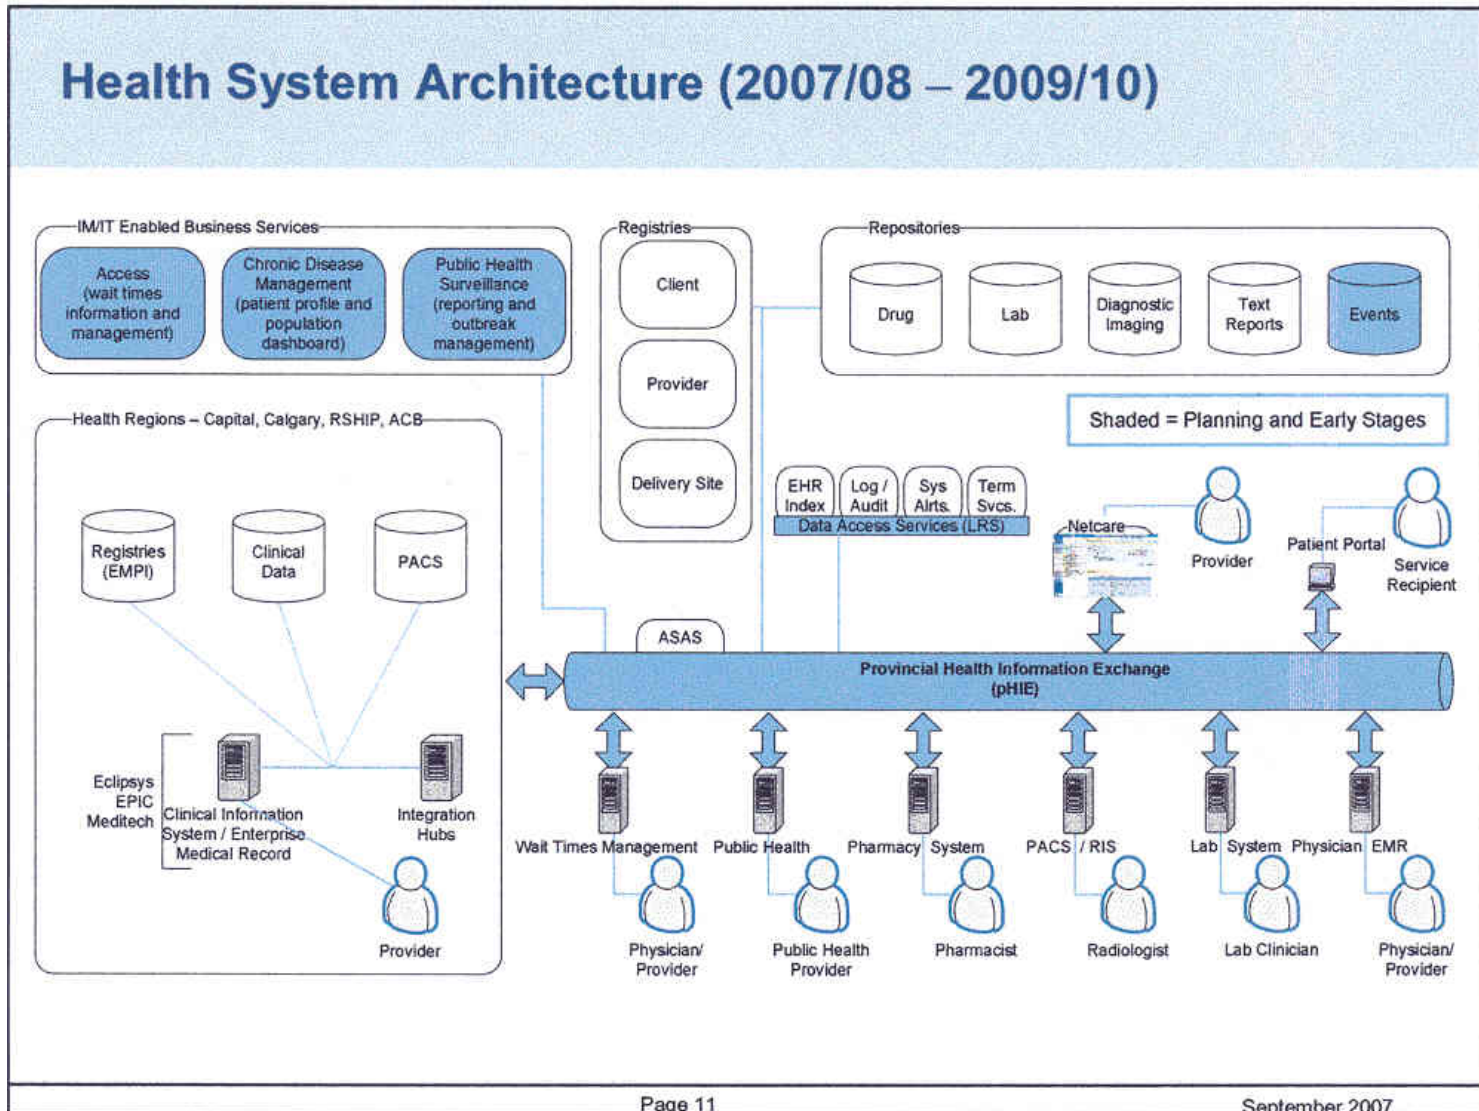 Health System Architecture (2007/08 – 2009/10)
IM/IT Enabled Business Services
Access
(wait times
information and
management)
Chronic Disease
Management
(patient profile and
population
dashboard)
Public Health
Surveillance
(reporting and
outbreak
management)
Registries
Client
Provider
Delivery Site
Repositories
Drug
Lab
Diagnostic
Imaging
Text
Reports
Events
Shaded = Planning and Early Stages
Health Regions – Capital, Calgary, RSHIP, ACB
Registries
(EMPI)
Clinical
Data
PACS
Eclipsys
EPIC
Meditech
Clinical Information
System / Enterprise
Medical Record
Integration
Hubs
Provider
EHR
Index
Log /
Audit
Sys
Alrts.
Term
Svcs.
Data Access Services (LRS)
Netcare
Provider
Patient Portal
Service
Recipient
ASAS
Provincial Health Information Exchange
(pHIE)
Wait Times Management
Public Health
Pharmacy System
PACS / RIS
Lab System
Physician EMR
Physician/
Provider
Public Health
Provider
Pharmacist
Radiologist
Lab Clinician
Physician/
Provider
Page 11
September 2007